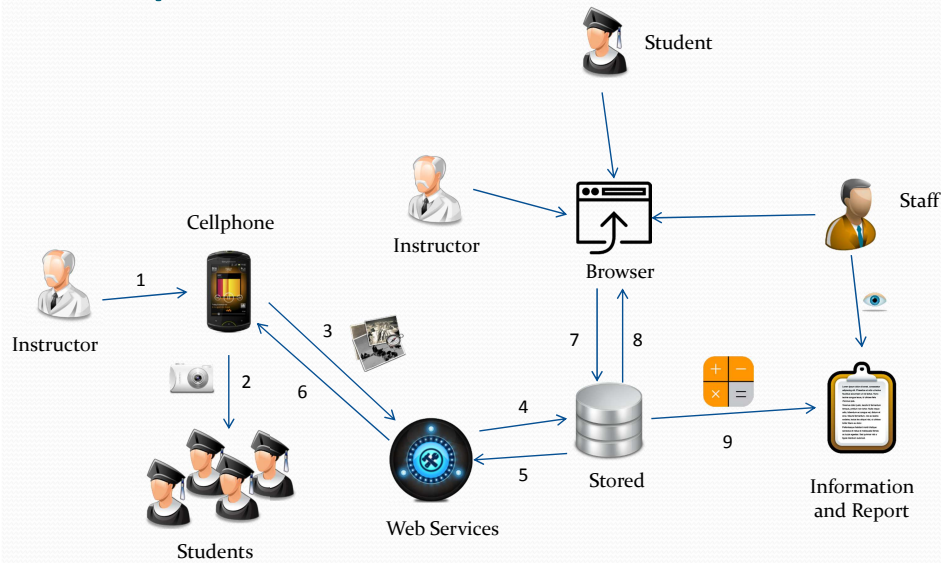 Student
Staff
Instructor
Cellphone
Browser
1
Instructor
3
7
8
2
6
4
9
5
Stored
Web Services
Students
Information
and Report